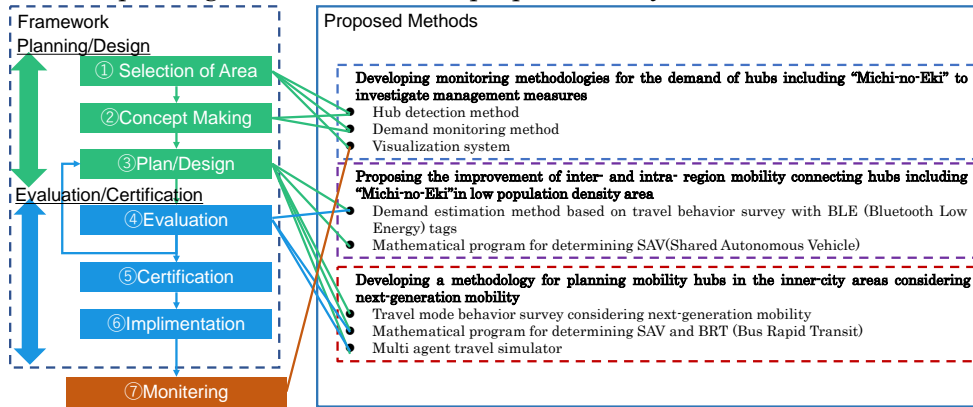 Framework
Planning/Design
① Selection of Area
②Concept Making
③Plan/Design
Evaluation/Certification
④Evaluation
⑤Certification
⑥Implimentation
⑦Monitering
Proposed Methods
Developing monitoring methodologies for the demand of hubs including “Michi-no-Eki” to
investigate management measures
Hub detection method
Demand monitoring method
Visualization system
Proposing the improvement of inter- and intra- region mobility connecting hubs including
“Michi-no-Eki”in low population density area
Demand estimation method based on travel behavior survey with BLE (Bluetooth Low
Energy) tags
Mathematical program for determining SAV(Shared Autonomous Vehicle)
Developing a methodology for planning mobility hubs in the inner-city areas considering
next-generation mobility
Travel mode behavior survey considering next-generation mobility
Mathematical program for determining SAV and BRT (Bus Rapid Transit)
Multi agent travel simulator